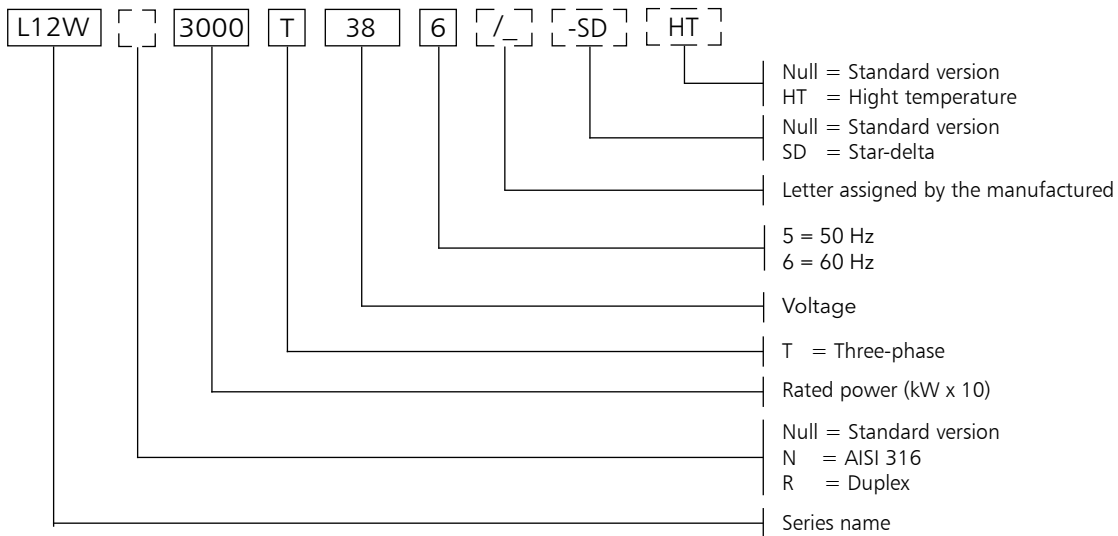 L12W 3000 T 38 6 /_ -SD HT
Null = Standard version
HT = Hight temperature
Null = Standard version
SD = Star-delta
Letter assigned by the manufactured
5 = 50 Hz
6 = 60 Hz
Voltage
T = Three-phase
Rated power (kW x 10)
Null = Standard version
N = AISI 316
R = Duplex
Series name